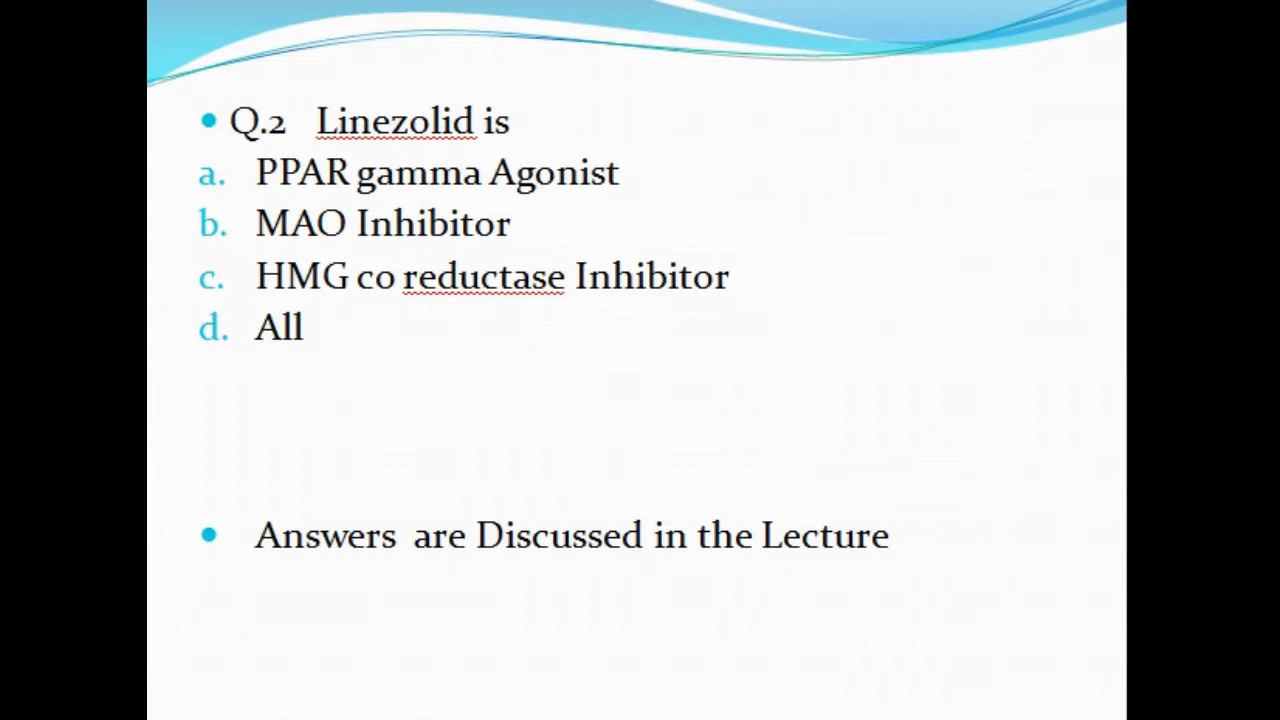 • Q.2 Linezolid is
a. PPAR gamma Agonist
b. MAO Inhibitor
c. HMG co reductase Inhibitor
d. All
• Answers are Discussed in the Lecture